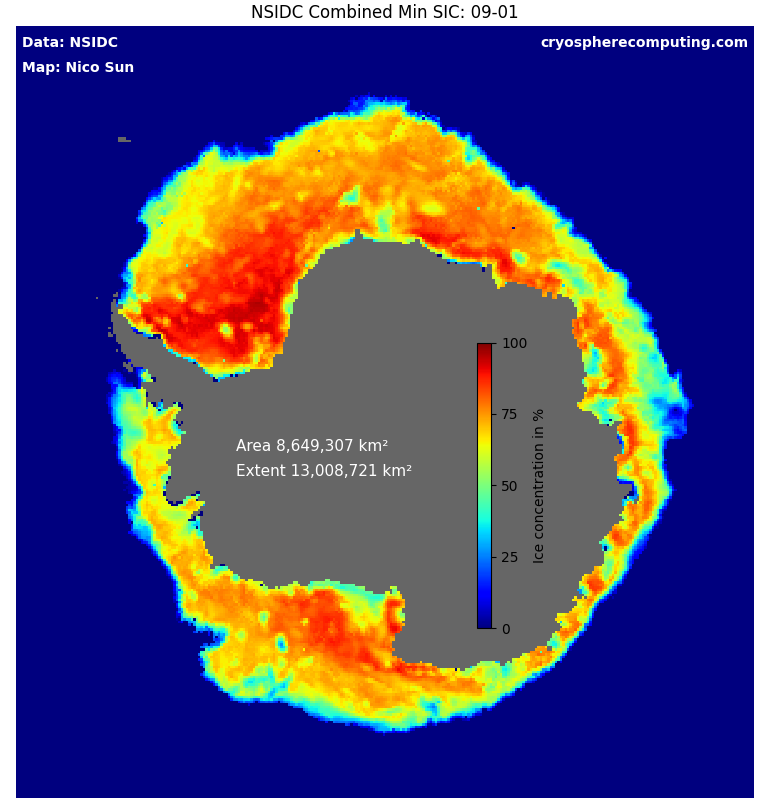 NSIDC Combined Min SIC: 09-01
Data: NSIDC
cryospherecomputing.com
Map: Nico Sun
100
75
50
25
0
Ice concentration in %
Area 8,649,307 km²
Extent 13,008,721 km²